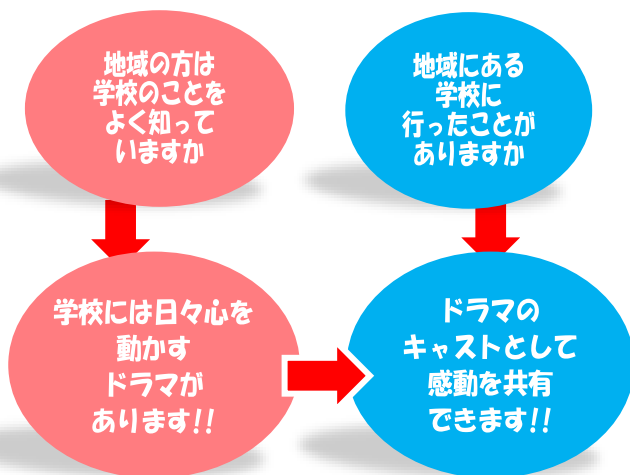 地域の方は
学校のことを
よく知って
いますか
地域にある
学校に
行ったことが
ありますか
学校には日々心を
動かす
ドラマが
あります!!
ドラマの
キャストとして
感動を共有
できます!!